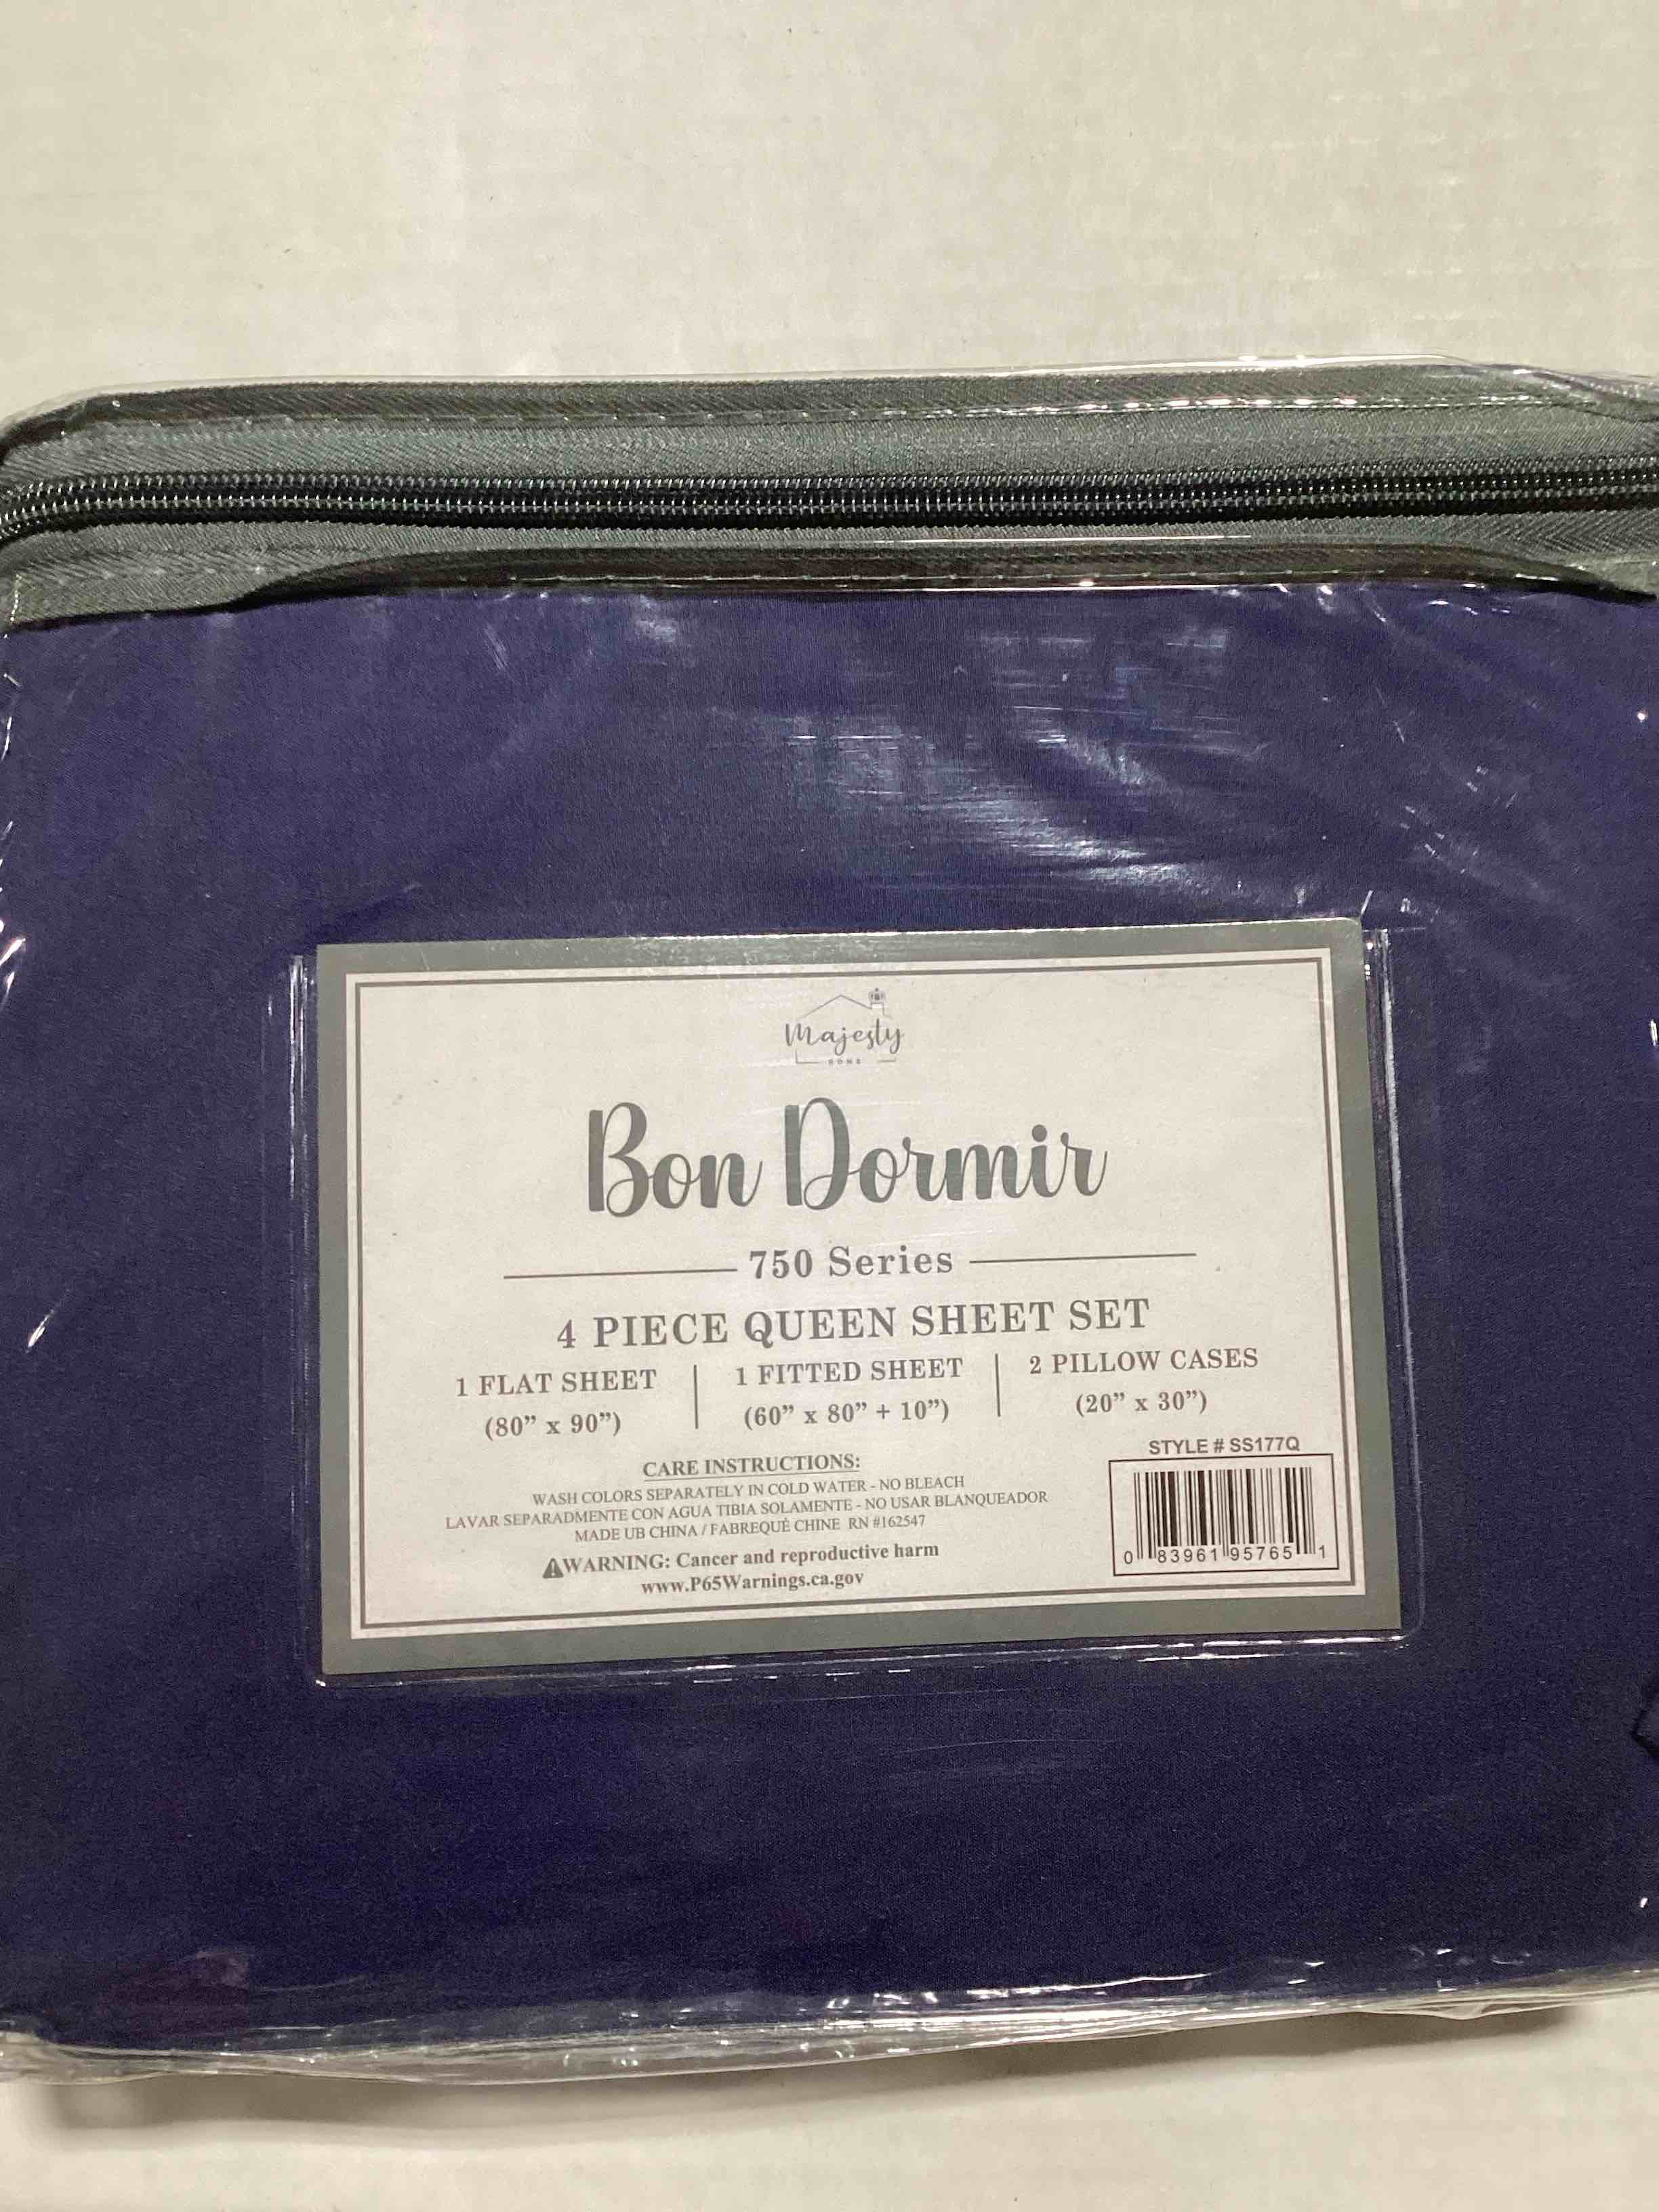 Majesty
HOME
Bon Dormir
750 Series
4 PIECE QUEEN SHEET SET
1 FLAT SHEET
(80” x 90”)
1 FITTED SHEET
(60” x 80” + 10”)
2 PILLOW CASES
(20” x 30”)
CARE INSTRUCTIONS:
WASH COLORS SEPARATELY IN COLD WATER - NO BLEACH
LAVAR SEPARADMENTE CON AGUA TIBIA SOLAMENTE - NO USAR BLANQUEADOR
MADE UB CHINA / FABREQUÉ CHINE RN #162547
⚠WARNING: Cancer and reproductive harm
www.P65Warnings.ca.gov
STYLE # SS177Q
0 83961 95765 1